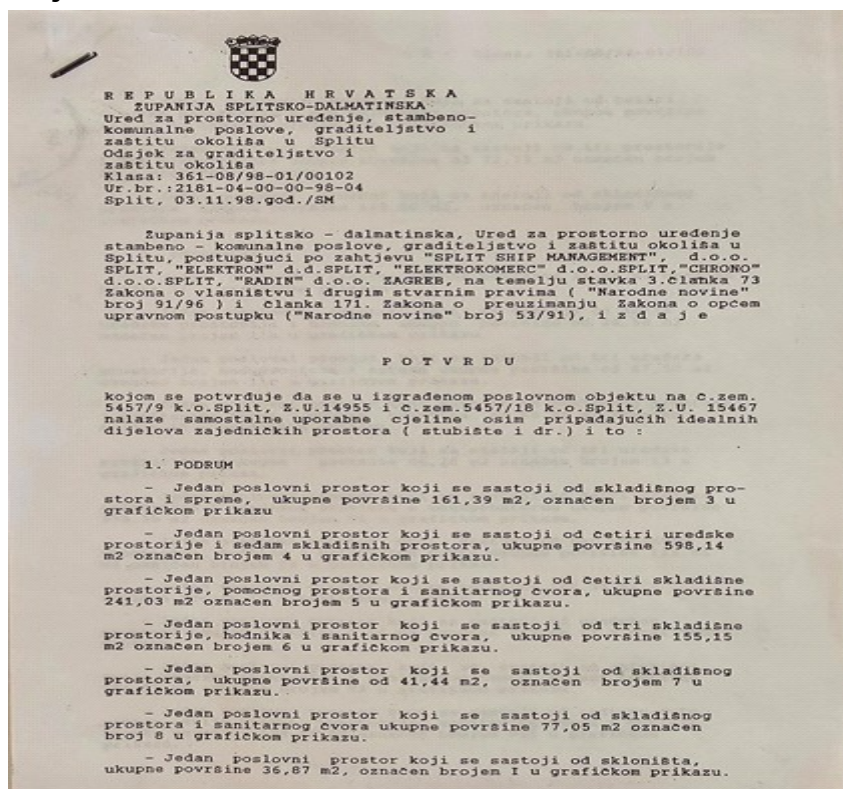 R E P U B L I K A   H R V A T S K A
ŽUPANIJA SPLITSKO-DALMATINSKA
Ured za prostorno uređenje, stambeno-
komunalne poslove, graditeljstvo i
zaštitu okoliša u Splitu
Odsjek za graditeljstvo i
zaštitu okoliša
Klasa: 361-08/98-01/00102
Ur.br.:2181-04-00-00-98-04
Split, 03.11.98.god./SM
Županija splitsko - dalmatinska, Ured za prostorno uređenje
stambeno - komunalne poslove, graditeljstvo i zaštitu okoliša u
Splitu, postupajući po zahtjevu "SPLIT SHIP MANAGEMENT", d.o.o.
SPLIT, "ELEKTRON" d.d.SPLIT, "ELEKTROKOMERC" d.o.o.SPLIT,"CHRONO"
d.o.o.SPLIT, "RADIN" d.o.o. ZAGREB, na temelju stavka 3.članka 73
Zakona o vlasništvu i drugim stvarnim pravima ( "Narodne novine"
broj 91/96 ) i članka 171. Zakona o preuzimanju Zakona o općem
upravnom postupku ("Narodne novine" broj 53/91), i z d a j e
P O T V R D U
kojom se potvrđuje da se u izgrađenom poslovnom objektu na č.zem.
5457/9 k.o.Split, Z.U.14955 i č.zem.5457/18 k.o.Split, Z.U. 15467
nalaze samostalne uporabne cjeline osim pripadajućih idealnih
dijelova zajedničkih prostora ( stubište i dr.) i to :
1. PODRUM
- Jedan poslovni prostor koji se sastoji od skladišnog pro-
stora i spreme, ukupne površine 161,39 m2, označen brojem 3 u
grafičkom prikazu
- Jedan poslovni prostor koji se sastoji od četiri uredske
prostorije i sedam skladišnih prostora, ukupne površine 598,14
m2 označen brojem 4 u grafičkom prikazu.
- Jedan poslovni prostor koji se sastoji od četiri skladišne
prostorije, pomoćnog prostora i sanitarnog čvora, ukupne površine
241,03 m2 označen brojem 5 u grafičkom prikazu.
- Jedan poslovni prostor koji se sastoji od tri skladišne
prostorije, hodnika i sanitarnog čvora, ukupne površine 155,15
m2 označen brojem 6 u grafičkom prikazu.
- Jedan poslovni prostor koji se sastoji od skladišnog
prostora, ukupne površine od 41,44 m2, označen brojem 7 u
grafičkom prikazu.
- Jedan poslovni prostor koji se sastoji od skladišnog
prostora i sanitarnog čvora ukupne površine 77,05 m2 označen
broj 8 u grafičkom prikazu.
- Jedan poslovni prostor koji se sastoji od skloništa,
ukupne površine 36,87 m2, označen brojem I u grafičkom prikazu.